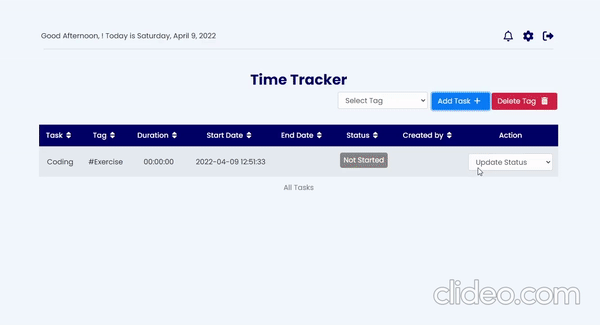 Good Afternoon, ! Today is Saturday, April 9, 2022
Time Tracker
Select Tag Add Task + Delete Tag
Task Tag Duration Start Date End Date Status Created by Action
Coding #Exercise 00:00:00 2022-04-09 12:51:33 Not Started Update Status
All Tasks
clideo.com